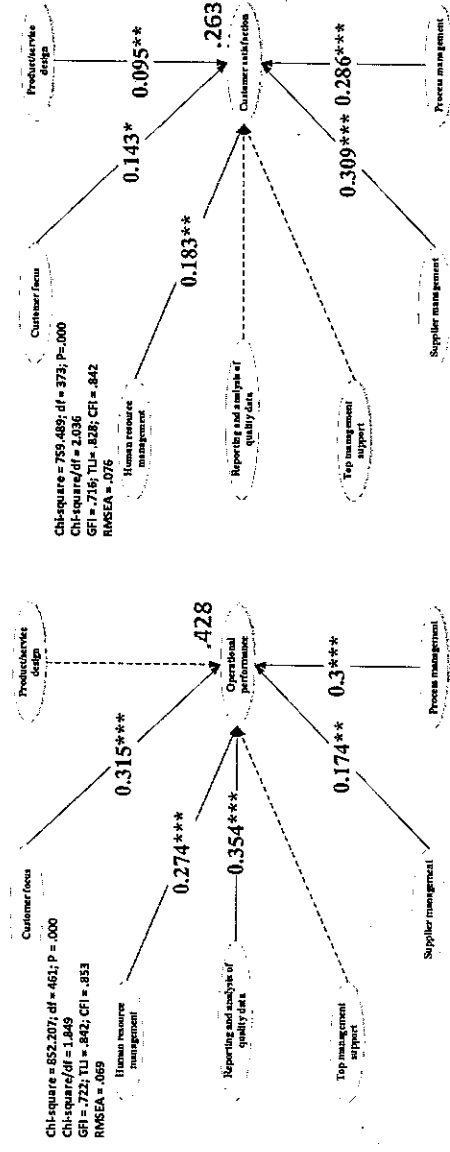 Chi-square = 852.207; df = 461; P = .000
Chi-square/df = 1.849
GFI = .722; TLI = .842; CFI = .853
RMSEA = .069
Customer focus
Product/service
design
Human resource
management
0.315***
0.274***
.428
Reporting and analysis of
quality data
0.354***
Operational
performance
Top management
support
0.174**
0.3***
Supplier management
Process management
Chi-square = 759.489; df = 373; P=.000
Chi-square/df = 2.036
GFI = .716; TLI= .828; CFI = .842
RMSEA = .076
Customer focus
Product/service
design
Human resource
management
0.143*
0.095**
0.183**
.263
Reporting and analysis of
quality data
Customer satisfaction
Top management
support
0.309***
0.286***
Supplier management
Process management